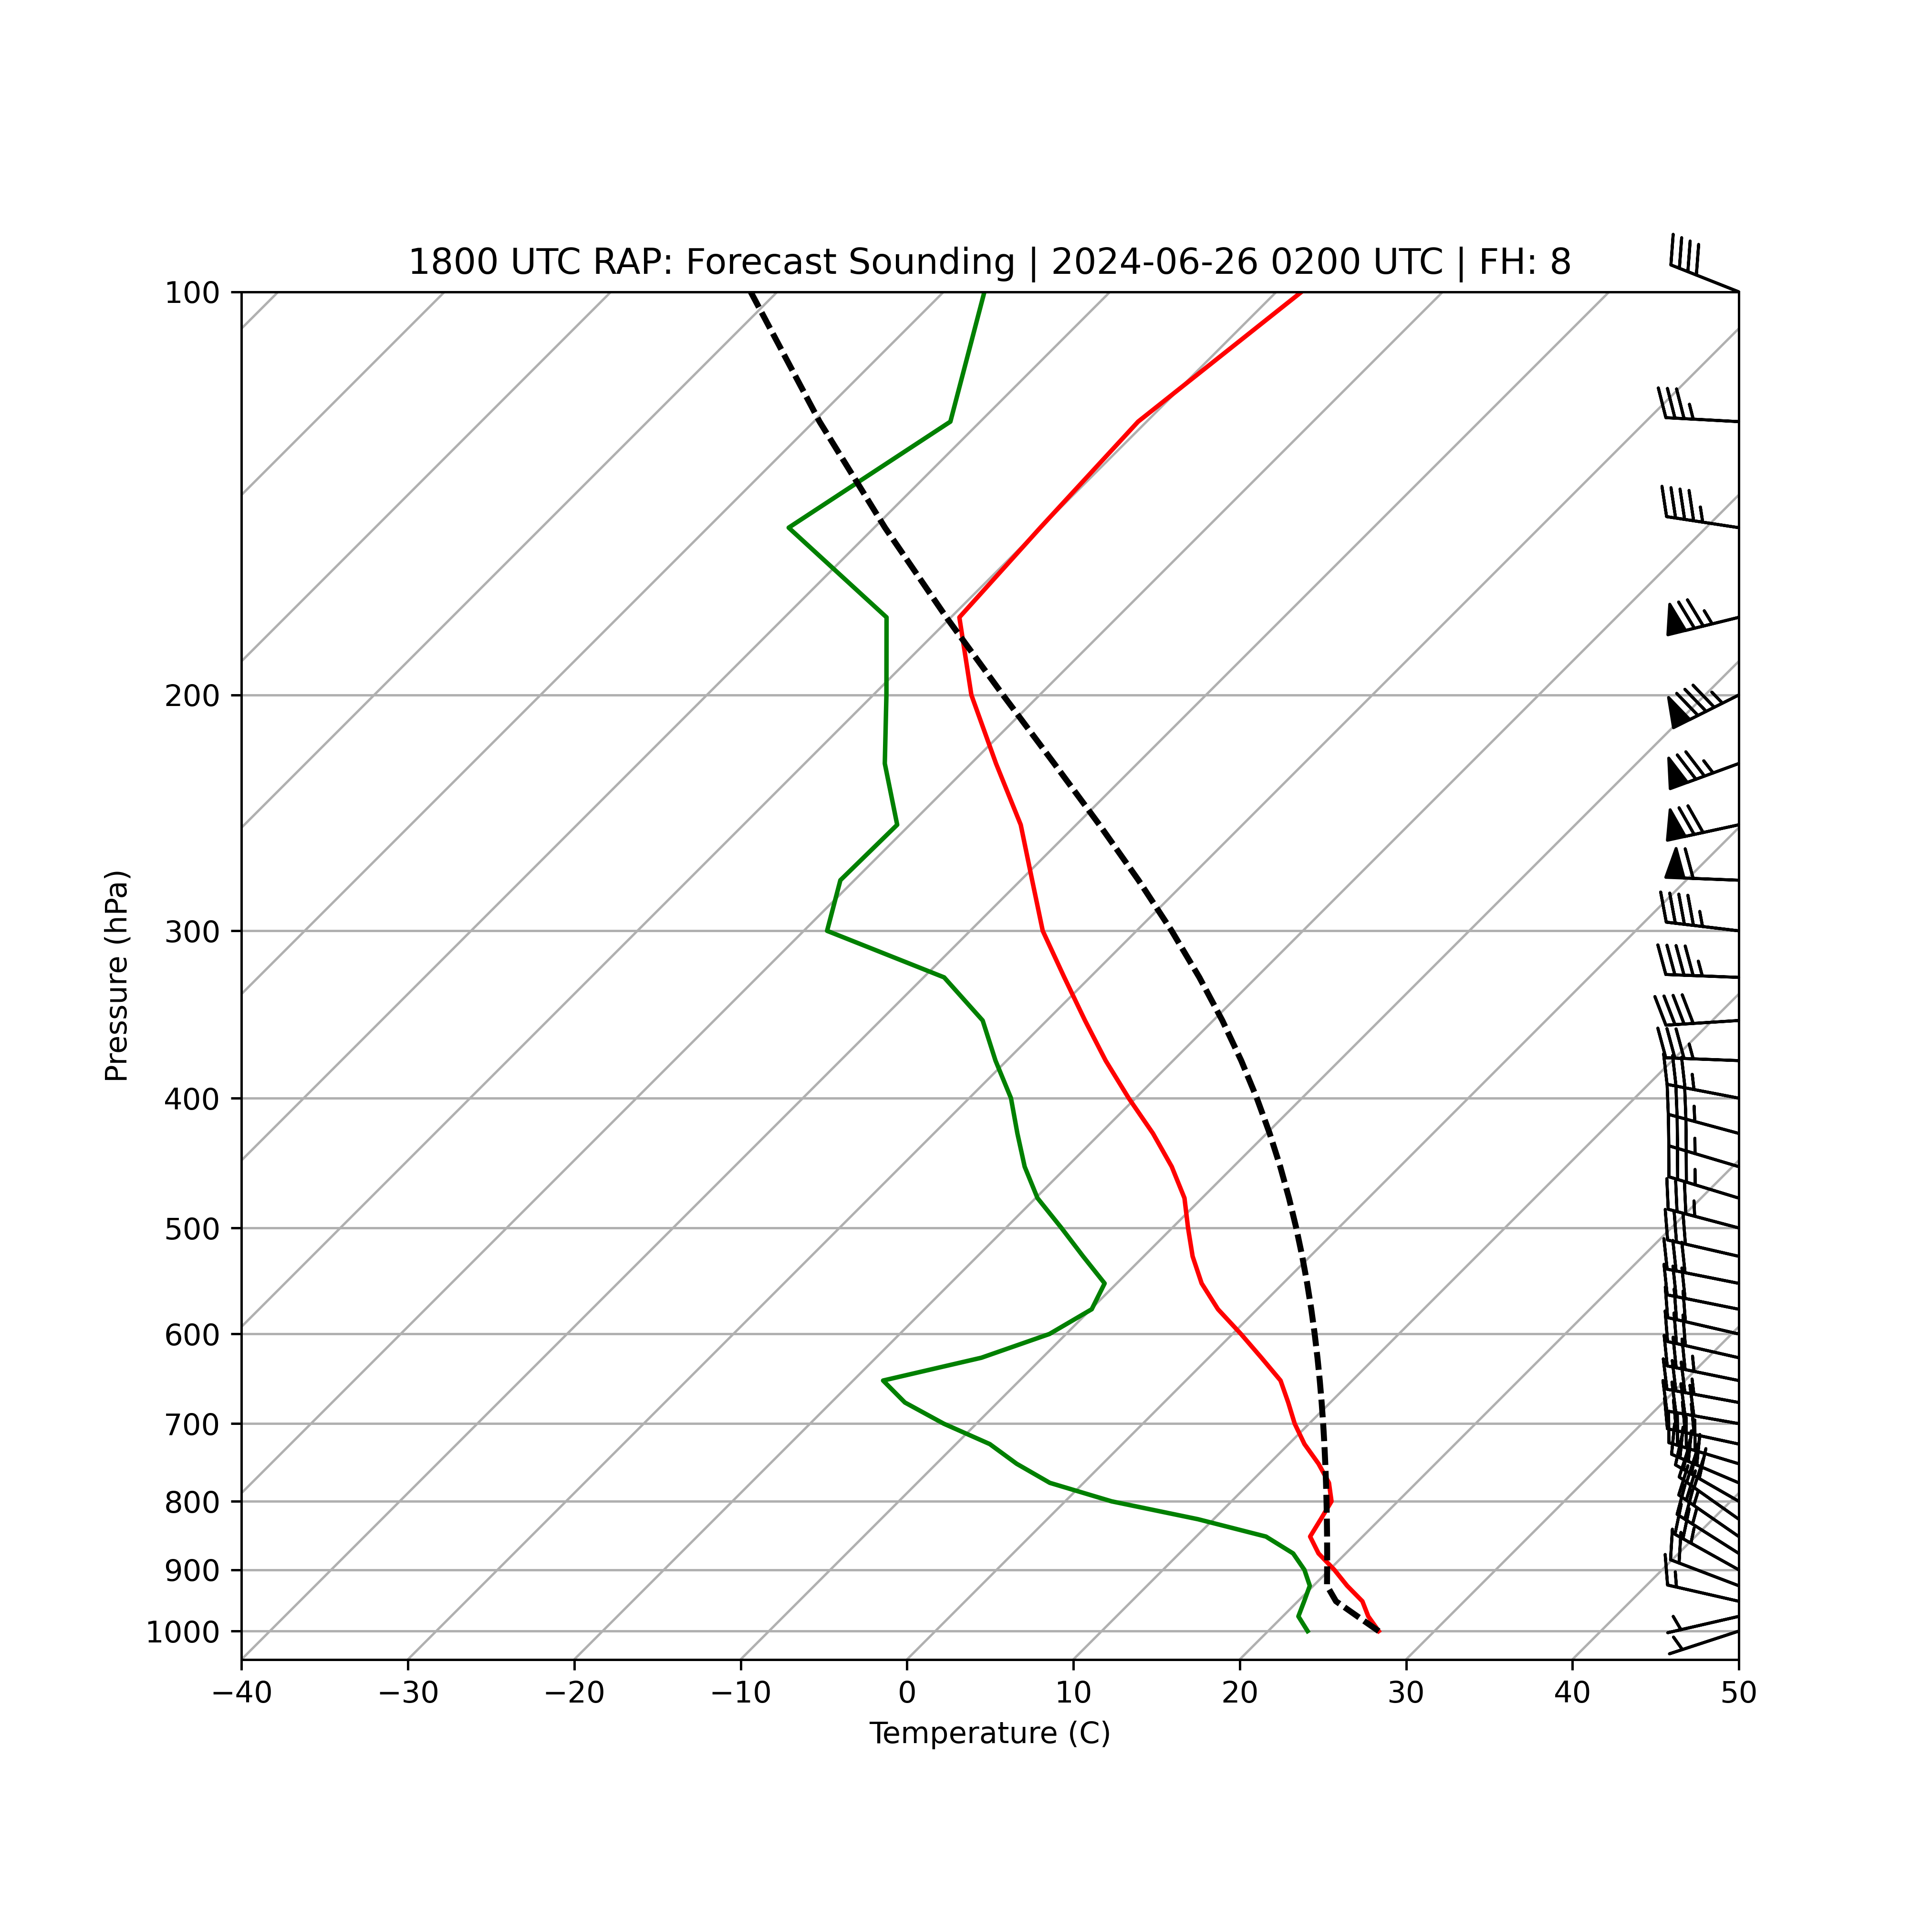 1800 UTC RAP: Forecast Sounding | 2024-06-26 0200 UTC | FH: 8
100
200
300
400
500
600
700
800
900
1000
Pressure (hPa)
−40 −30 −20 −10 0 10 20 30 40 50
Temperature (C)